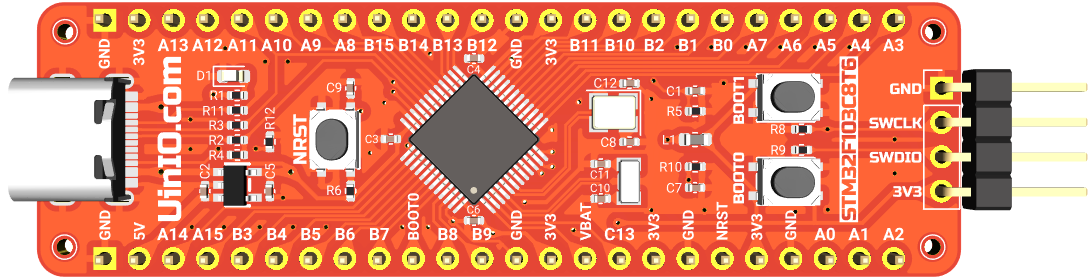 GND 3V3 A13 A12 A11 A10 A9 A8 B15 B14 B13 B12 GND 3V3 B11 B10 B2 B1 B0 A7 A6 A5 A4 A3
UinIO.com
D1
R1
R11
R3
R2
R4
R12
C2
C5
C9
NRST
R6
C3
C4
C6
C12
C8
C11
C10
C1
R5
R10
C7
BOOT1
R8
R9
BOOT0
STM32F103C8T6
GND
SWCLK
SWDIO
3V3
GND 5V A14 A15 B3 B4 B5 B6 B7 BOOT0 B8 B9 GND 3V3 VBAT C13 3V3 GND NRST 3V3 GND A0 A1 A2